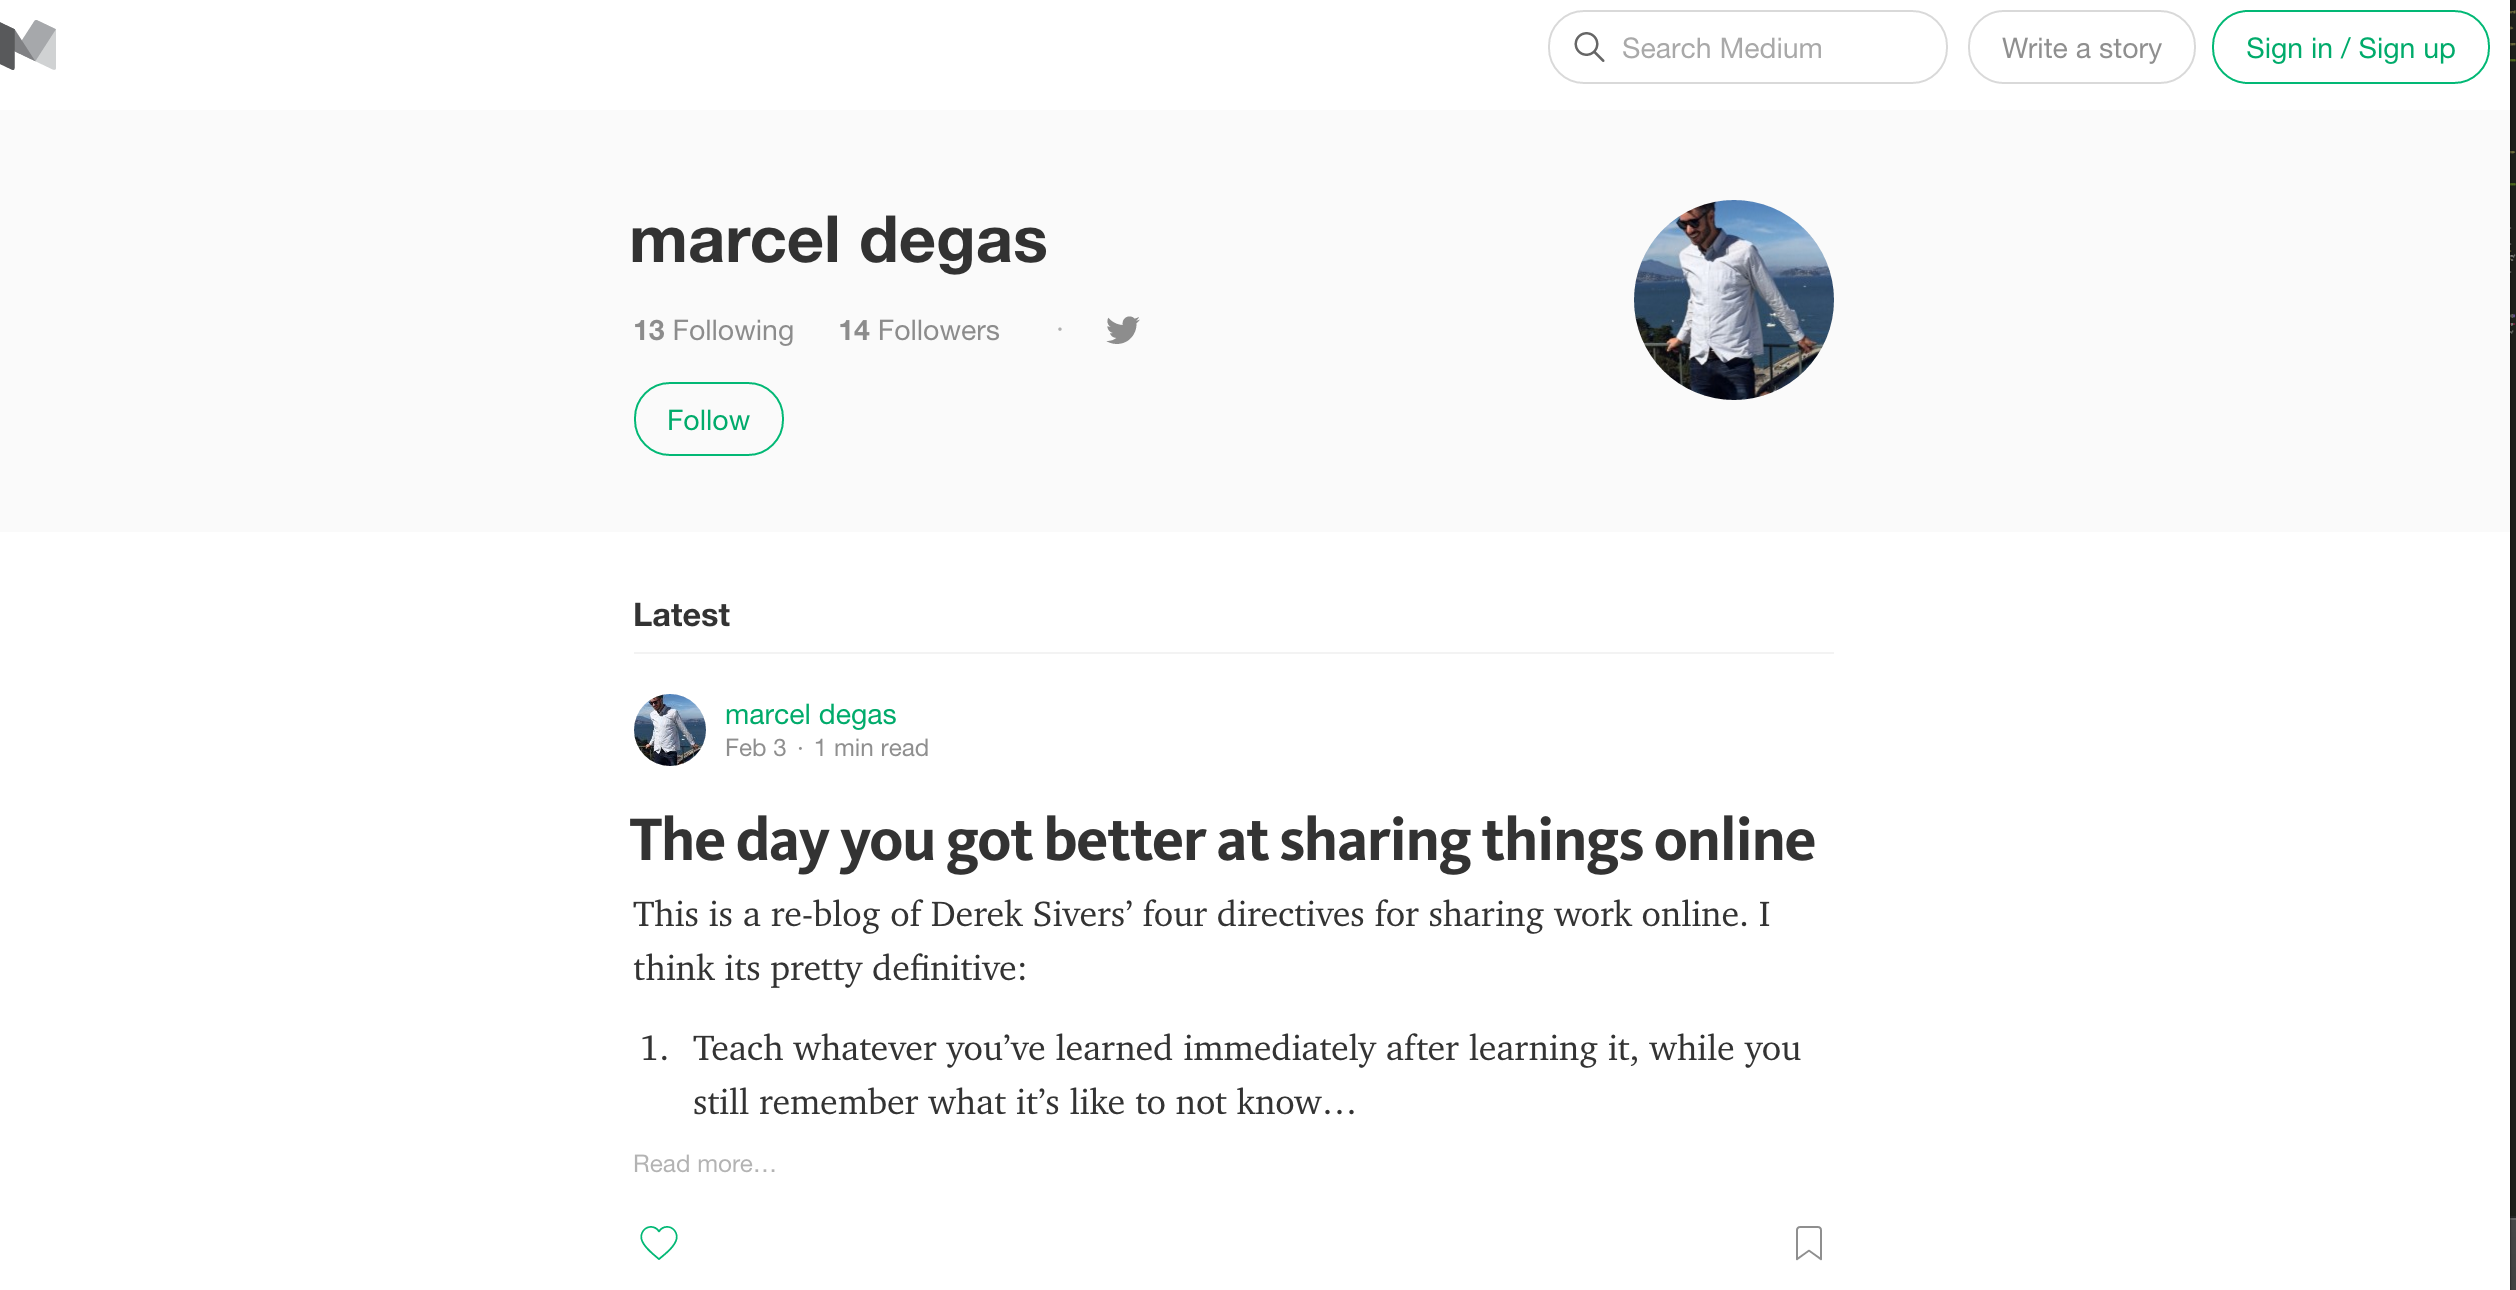 Search Medium
Write a story
Sign in / Sign up
marcel degas
13 Following 14 Followers ·
Follow
Latest
marcel degas
Feb 3 · 1 min read
The day you got better at sharing things online
This is a re-blog of Derek Sivers’ four directives for sharing work online. I
think its pretty definitive:
1. Teach whatever you’ve learned immediately after learning it, while you
still remember what it’s like to not know…
Read more…